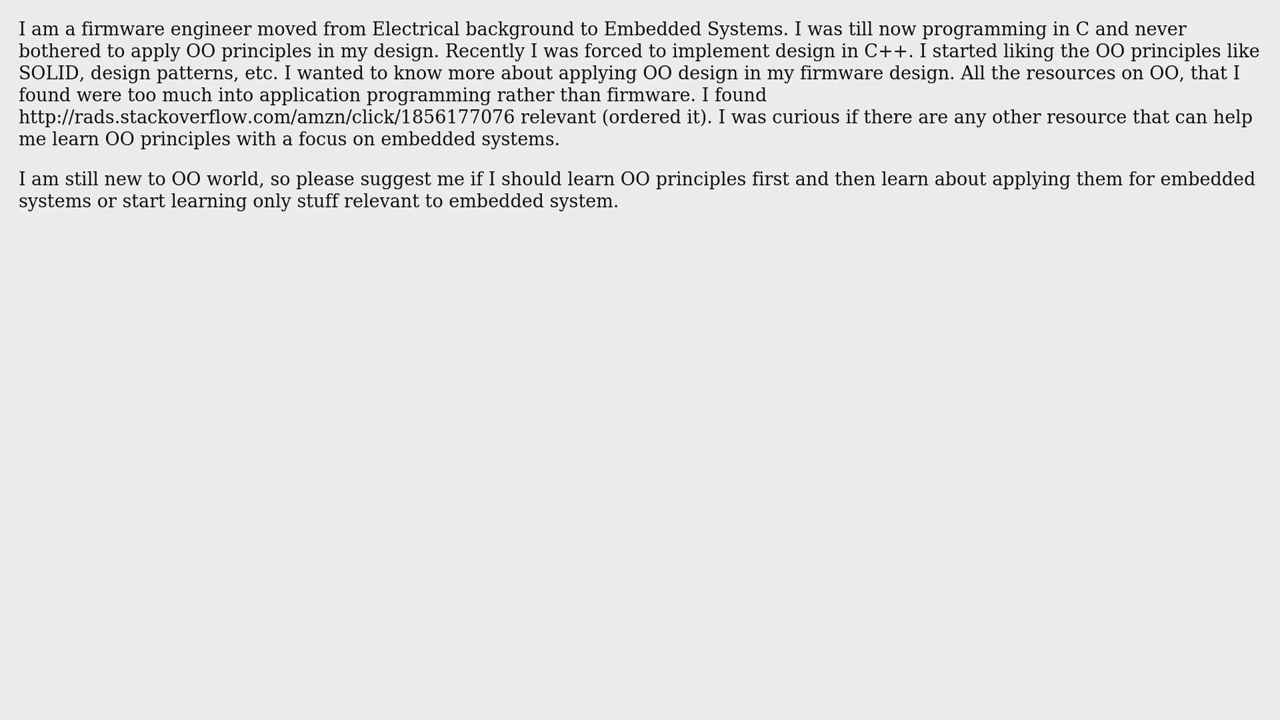 I am a firmware engineer moved from Electrical background to Embedded Systems. I was till now programming in C and never
bothered to apply OO principles in my design. Recently I was forced to implement design in C++. I started liking the OO principles like
SOLID, design patterns, etc. I wanted to know more about applying OO design in my firmware design. All the resources on OO, that I
found were too much into application programming rather than firmware. I found
http://rads.stackoverflow.com/amzn/click/1856177076 relevant (ordered it). I was curious if there are any other resource that can help
me learn OO principles with a focus on embedded systems.
I am still new to OO world, so please suggest me if I should learn OO principles first and then learn about applying them for embedded
systems or start learning only stuff relevant to embedded system.